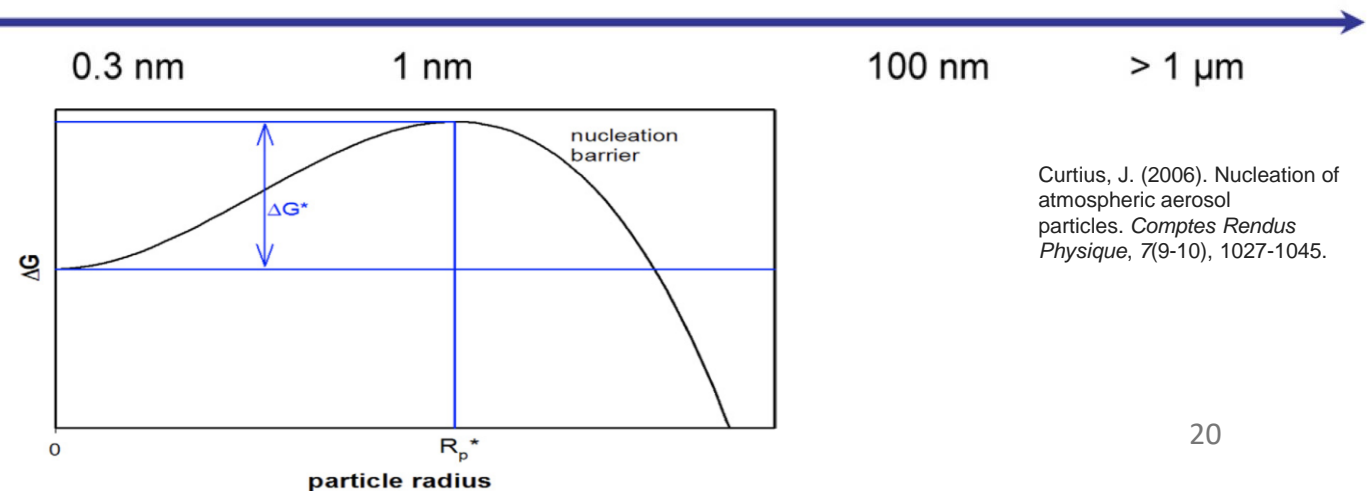 0.3 nm 1 nm 100 nm > 1 µm
nucleation
barrier
ΔG*
ΔG
0
R_p*
particle radius
Curtius, J. (2006). Nucleation of
atmospheric aerosol
particles. Comptes Rendus
Physique, 7(9-10), 1027-1045.
20